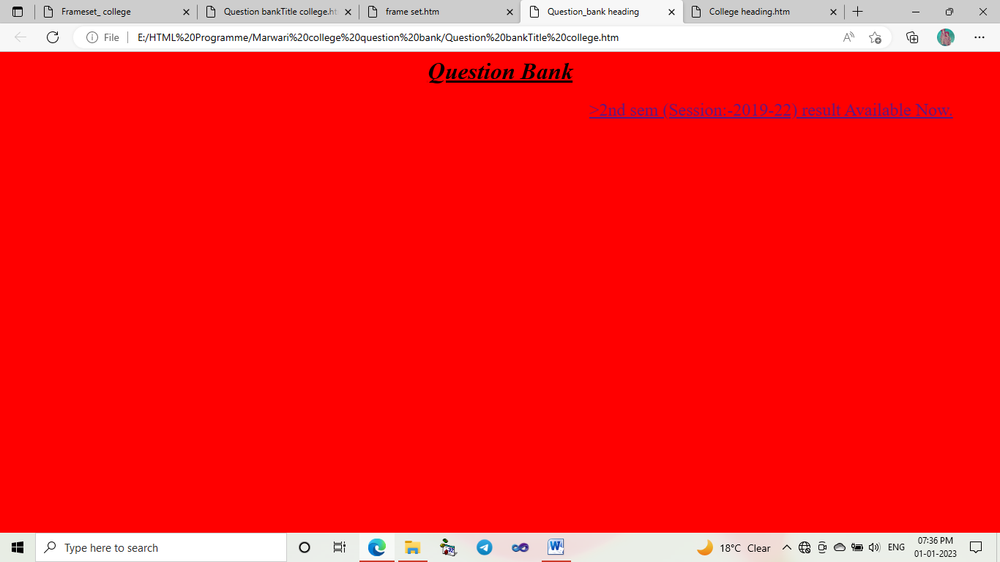 Frameset_ college
Question bankTitle college.ht
frame set.htm
Question_bank heading
College heading.htm
File
E:/HTML%20Programme/Marwari%20college%20question%20bank/Question%20bankTitle%20college.htm
Question Bank
>2nd sem (Session:-2019-22) result Available Now.
Type here to search
18°C Clear
ENG
07:36 PM
01-01-2023